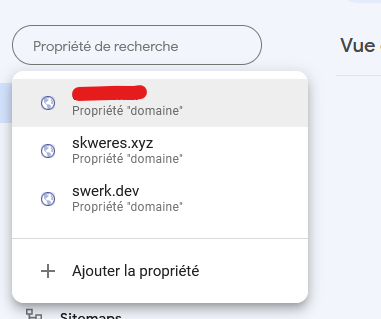 Propriété de recherche
Vue
Propriété "domaine"
skweres.xyz
Propriété "domaine"
swerk.dev
Propriété "domaine"
Ajouter la propriété
Sitemaps